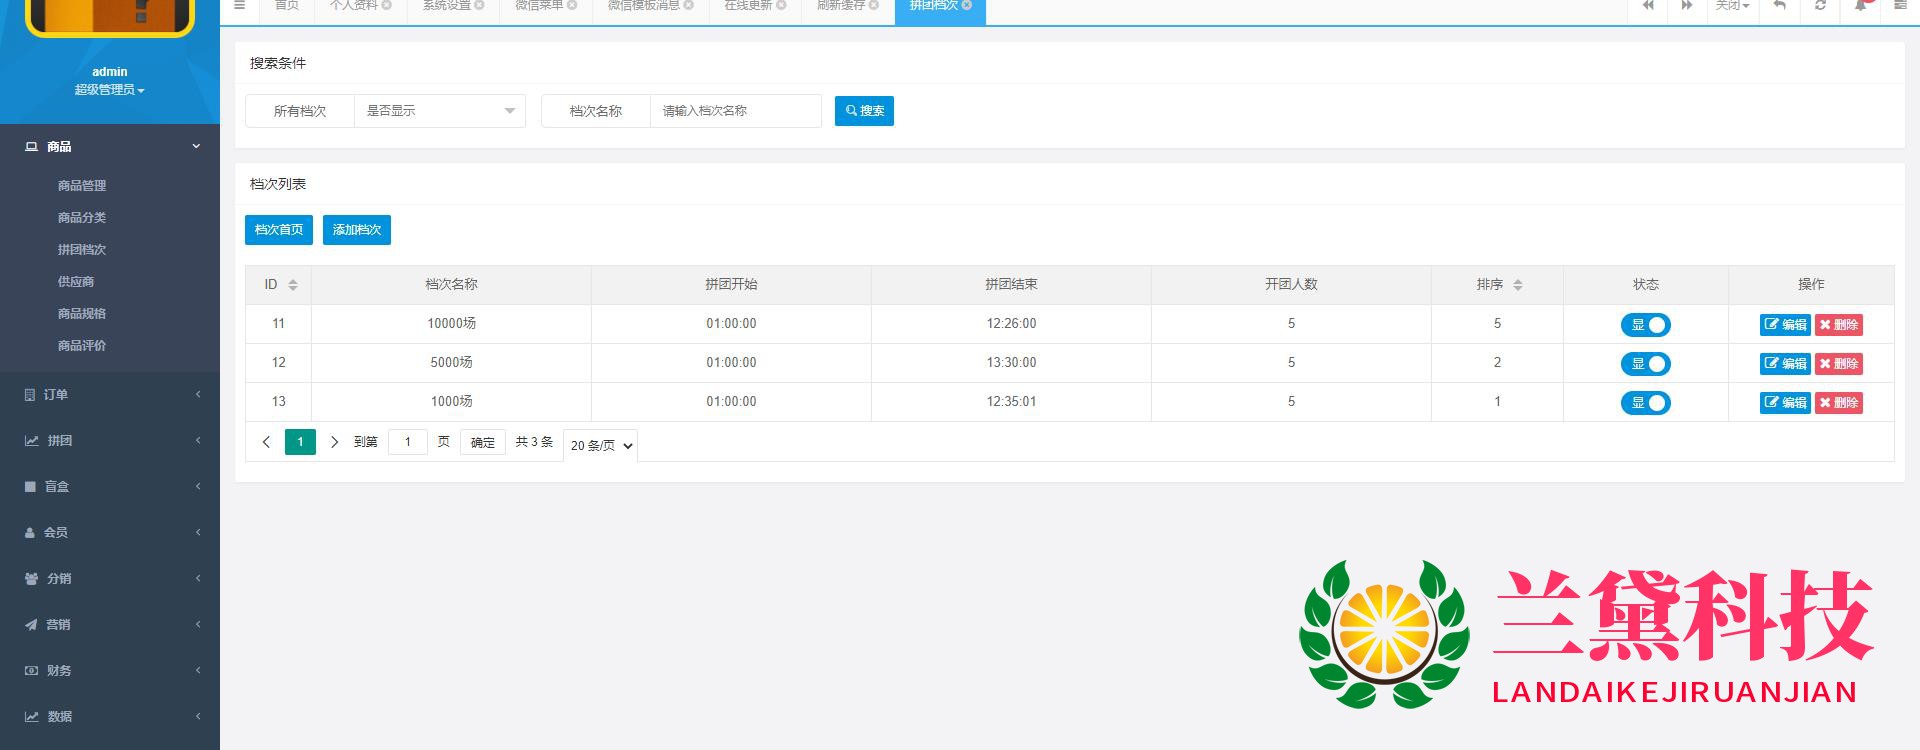 首页 个人资料 系统设置 微信菜单 微信模板消息 在线更新 刷新缓存 拼团档次 关闭
admin
超级管理员
商品
商品管理
商品分类
拼团档次
供应商
商品规格
商品评价
订单
拼团
盲盒
会员
分销
营销
财务
数据
搜索条件
所有档次 是否显示 档次名称 请输入档次名称 搜索
档次列表
档次首页 添加档次
ID 档次名称 拼团开始 拼团结束 开团人数 排序 状态 操作
11 10000场 01:00:00 12:26:00 5 5 显 编辑 删除
12 5000场 01:00:00 13:30:00 5 2 显 编辑 删除
13 1000场 01:00:00 12:35:01 5 1 显 编辑 删除
1 到第 1 页 确定 共 3 条 20 条/页
兰黛科技
LANDAIKEJIRUANJIAN